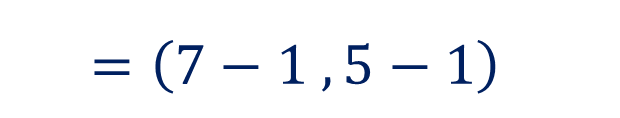 = (7 − 1 , 5 − 1)